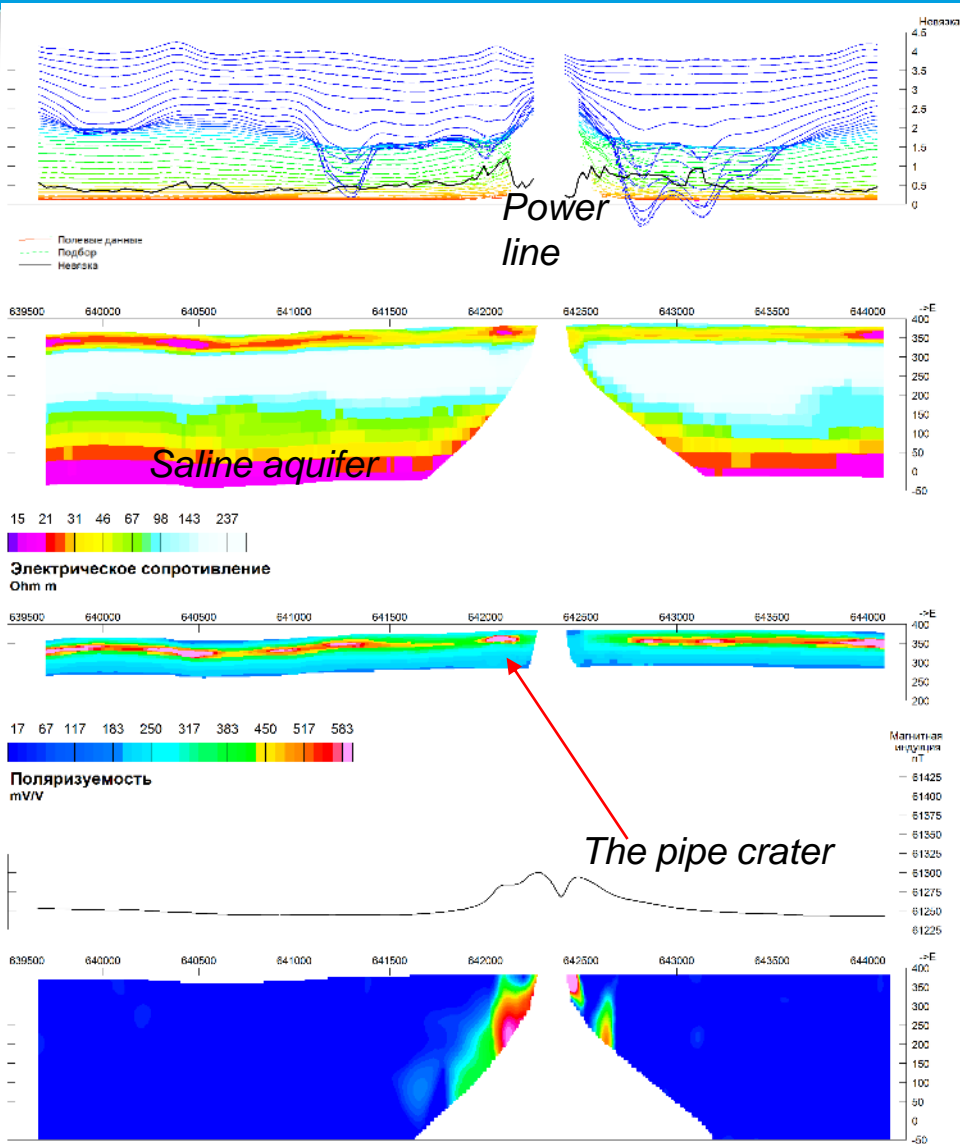 Невязка
4.5
4
3.5
3
2.5
2
1.5
1
0.5
0
Power
line
Полевые данные
Подбор
Невязка
639500 640000 640500 641000 641500 642000 642500 643000 643500 644000 ->E
400
350
300
250
200
150
100
50
0
-50
Saline aquifer
15 21 31 46 67 98 143 237
Электрическое сопротивление
Ohm m
639500 640000 640500 641000 641500 642000 642500 643000 643500 644000 ->E
400
350
300
250
200
17 67 117 183 250 317 383 450 517 583
Поляризуемость
mV/V
The pipe crater
Магнитная
индукция
nT
61425
61400
61375
61350
61325
61300
61275
61250
61225
639500 640000 640500 641000 641500 642000 642500 643000 643500 644000 ->E
400
350
300
250
200
150
100
50
0
-50